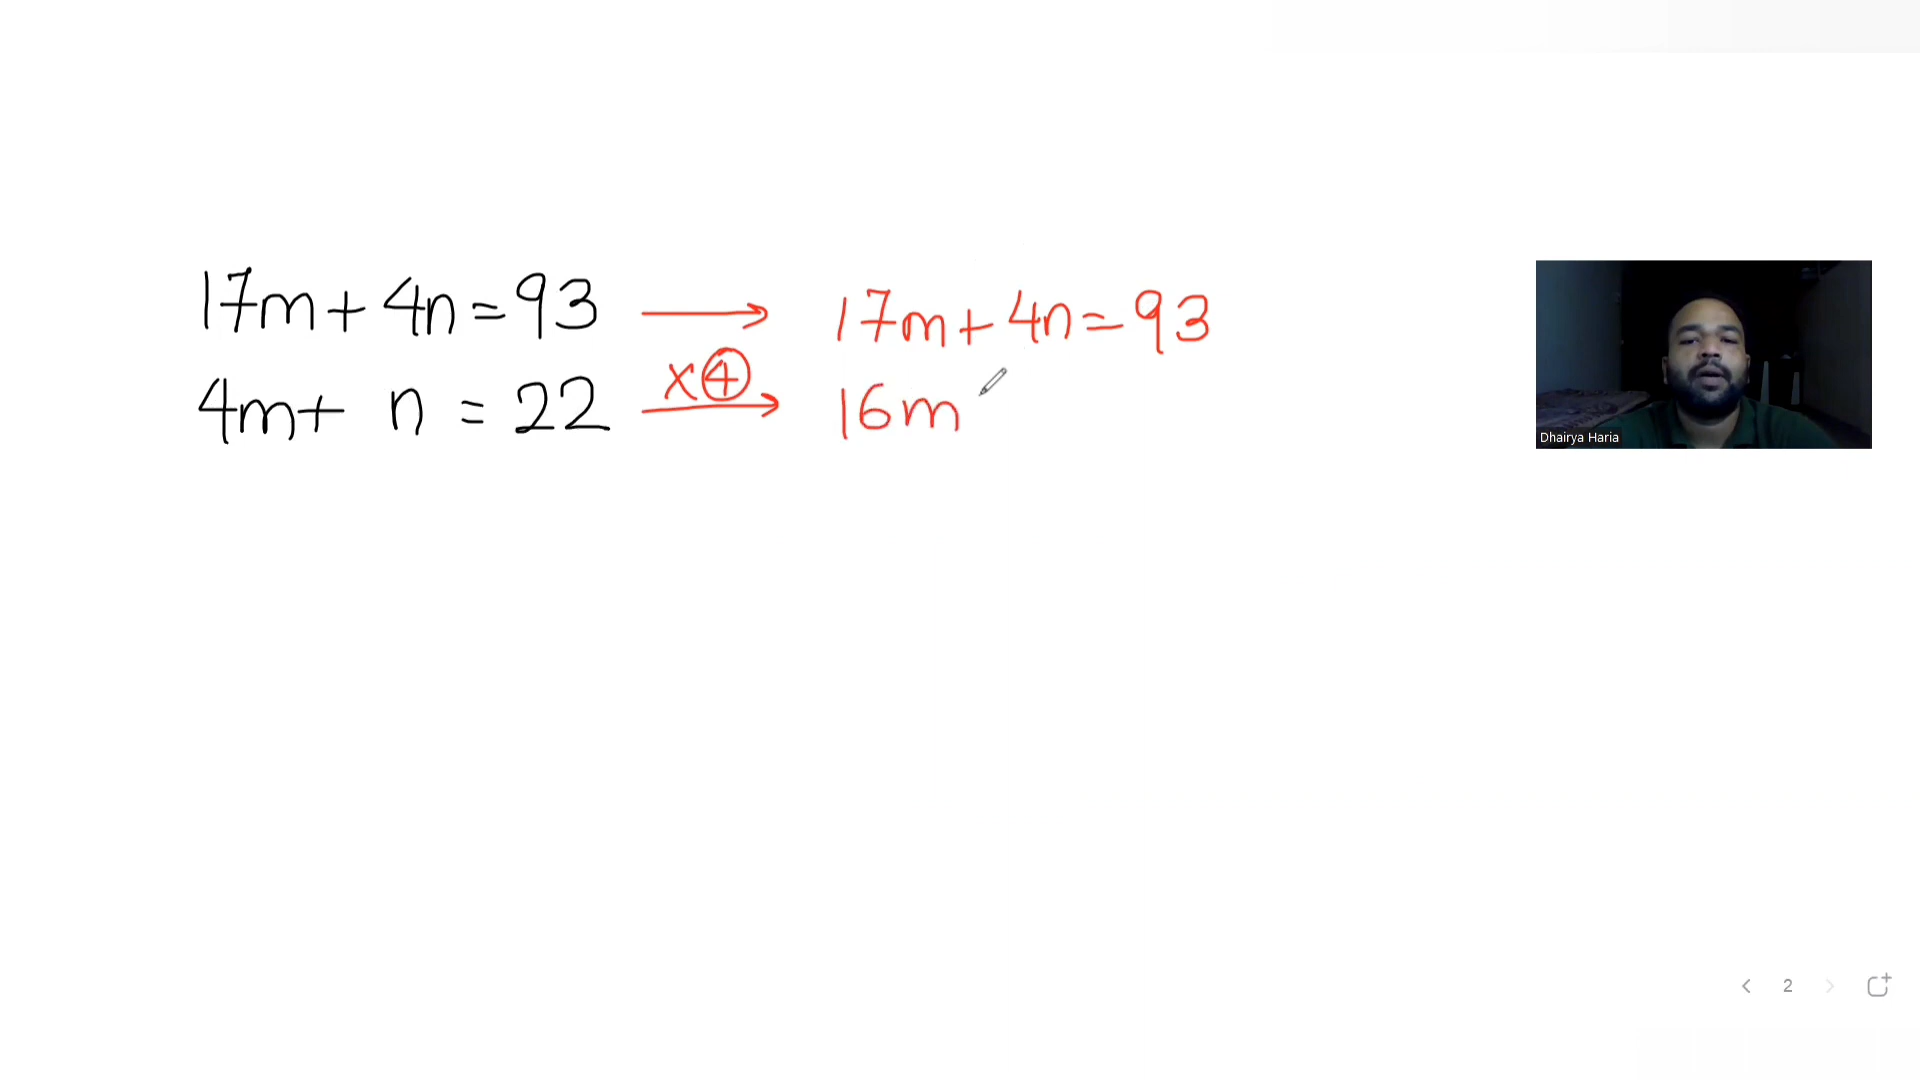 17m + 4n = 93 → 17m + 4n = 93
×④
4m + n = 22 → 16m
Dhairya Haria
2